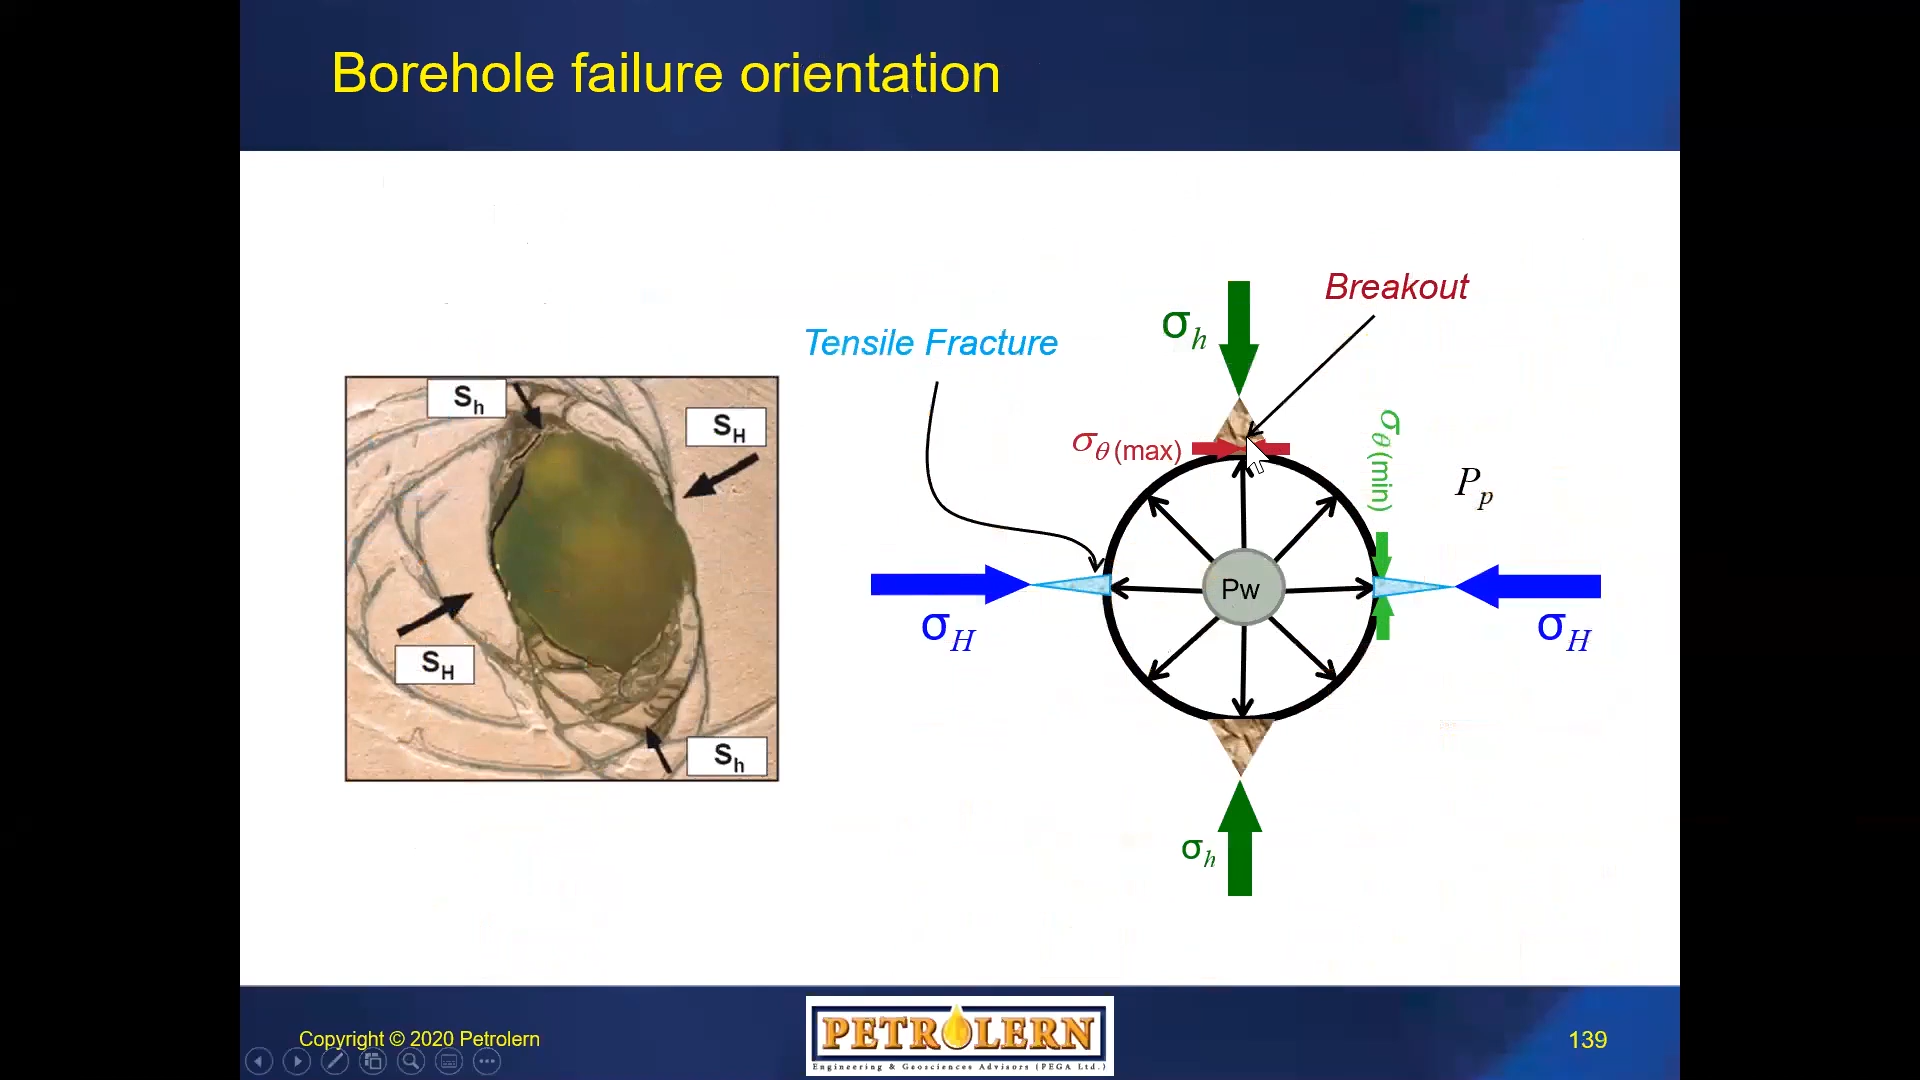 Borehole failure orientation
Breakout
σh
Tensile Fracture
Sh
SH
σθ (max)
σθ (min)
Pp
Pw
σH
σH
SH
Sh
σh
Copyright © 2020 Petrolern
PETROLERN
Engineering & Geosciences Advisors (PEGA Ltd.)
139